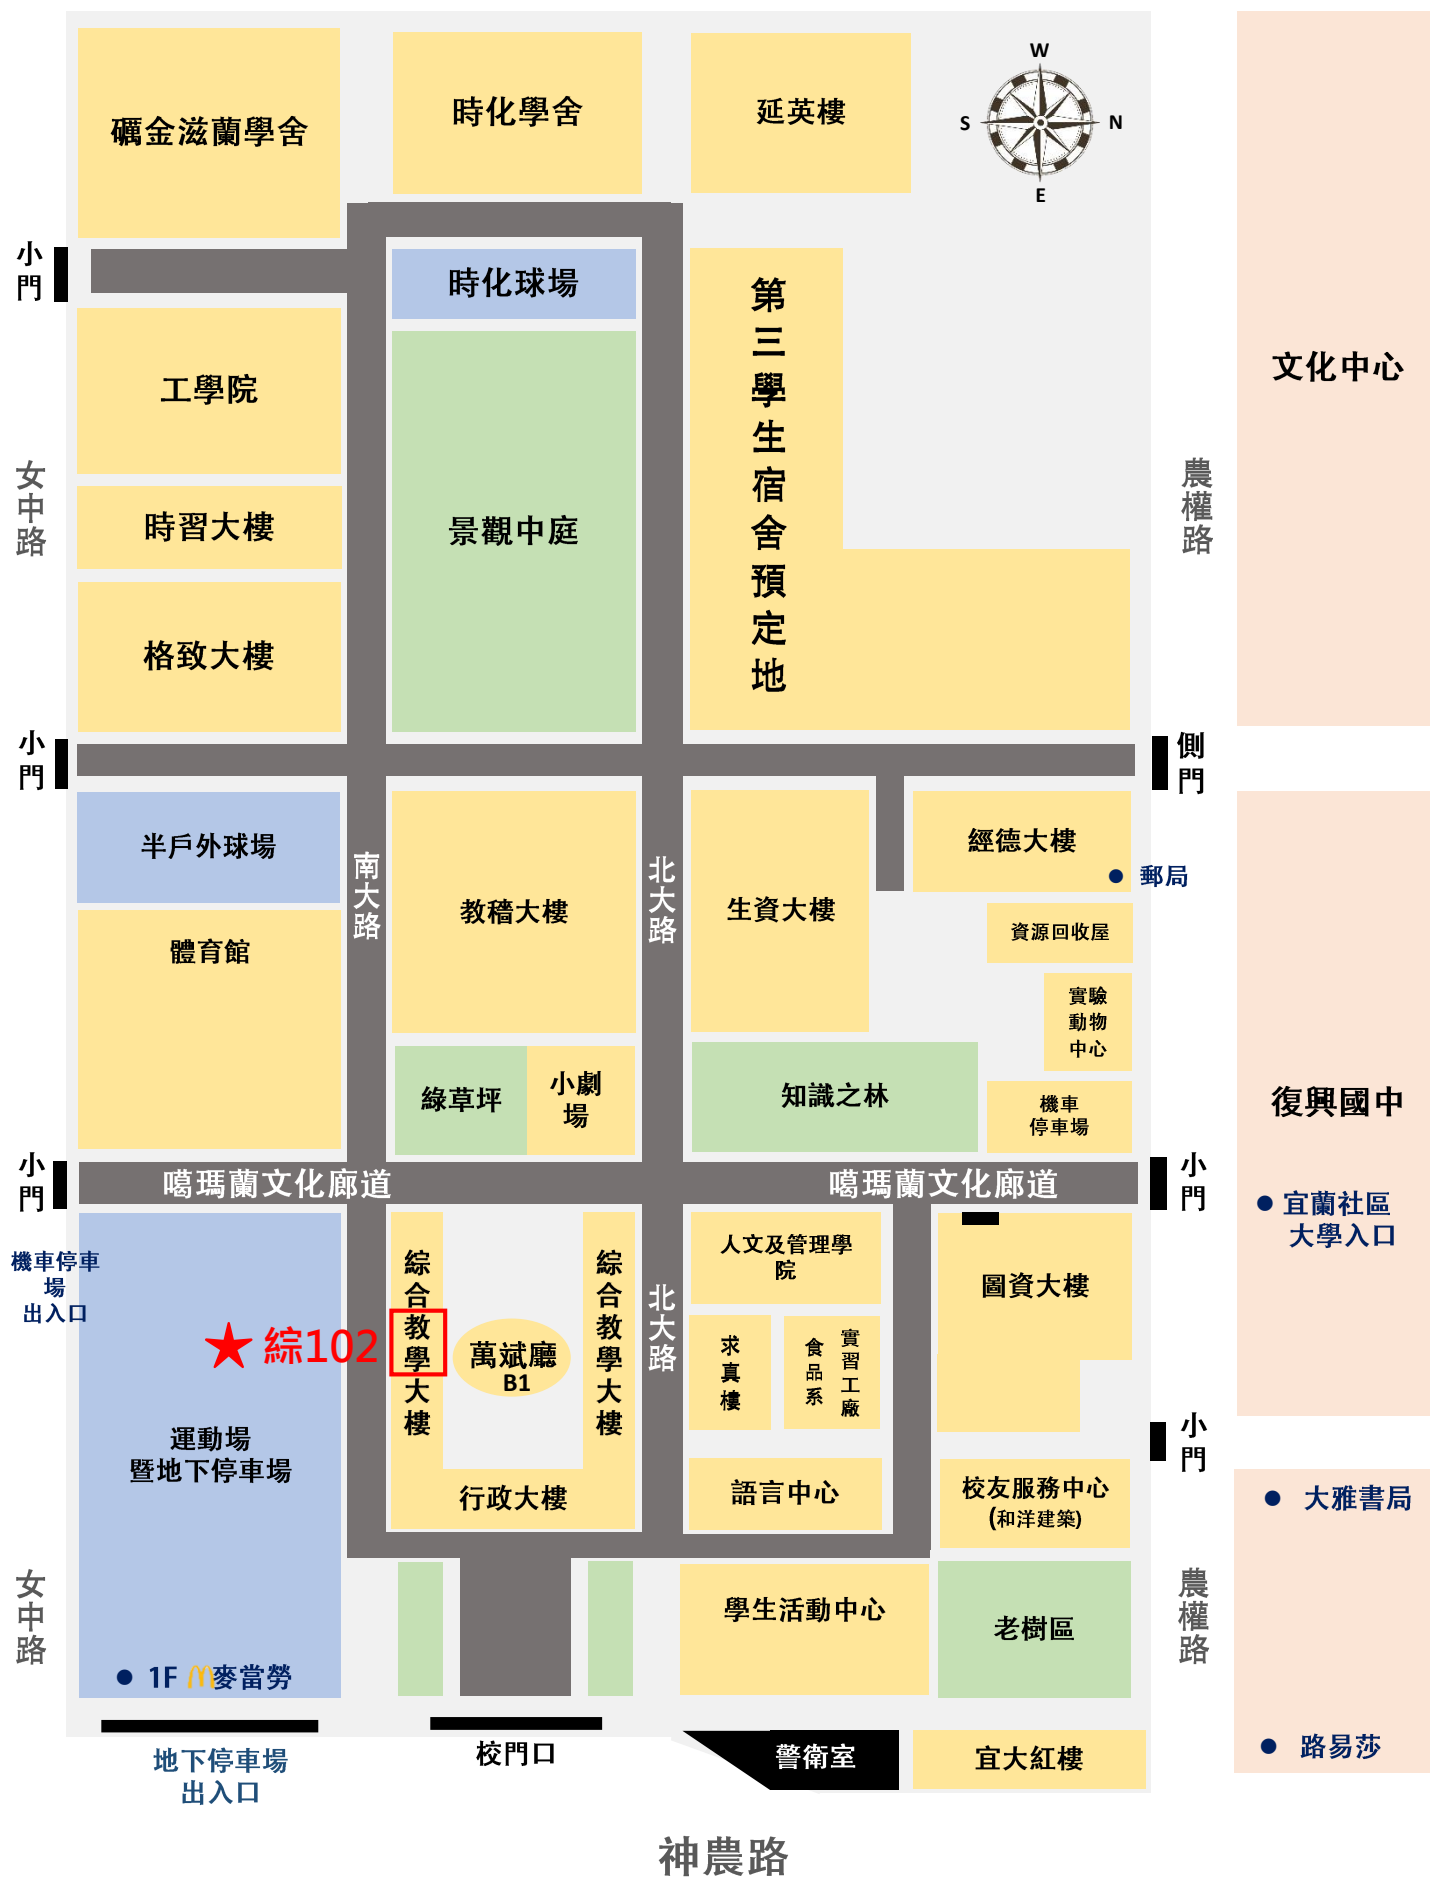 W
S
N
E
礪金滋蘭學舍
時化學舍
延英樓
小
門
時化球場
第
三
學
生
宿
舍
預
定
地
文化中心
工學院
女
中
路
時習大樓
景觀中庭
農
權
路
格致大樓
小
門
側
門
半戶外球場
南
大
路
教穡大樓
北
大
路
生資大樓
經德大樓
郵局
體育館
資源回收屋
實驗
動物
中心
綠草坪
小劇
場
知識之林
機車
停車場
復興國中
小
門
噶瑪蘭文化廊道
噶瑪蘭文化廊道
小
門
宜蘭社區
大學入口
機車停車
場
出入口
綜102
綜
合
教
學
大
樓
萬斌廳
B1
綜
合
教
學
大
樓
北
大
路
人文及管理學
院
圖資大樓
求
真
樓
食
品
系
實
習
工
廠
運動場
暨地下停車場
行政大樓
語言中心
校友服務中心
(和洋建築)
小
門
大雅書局
女
中
路
學生活動中心
老樹區
農
權
路
1F 麥當勞
地下停車場
出入口
校門口
警衛室
宜大紅樓
路易莎
神農路